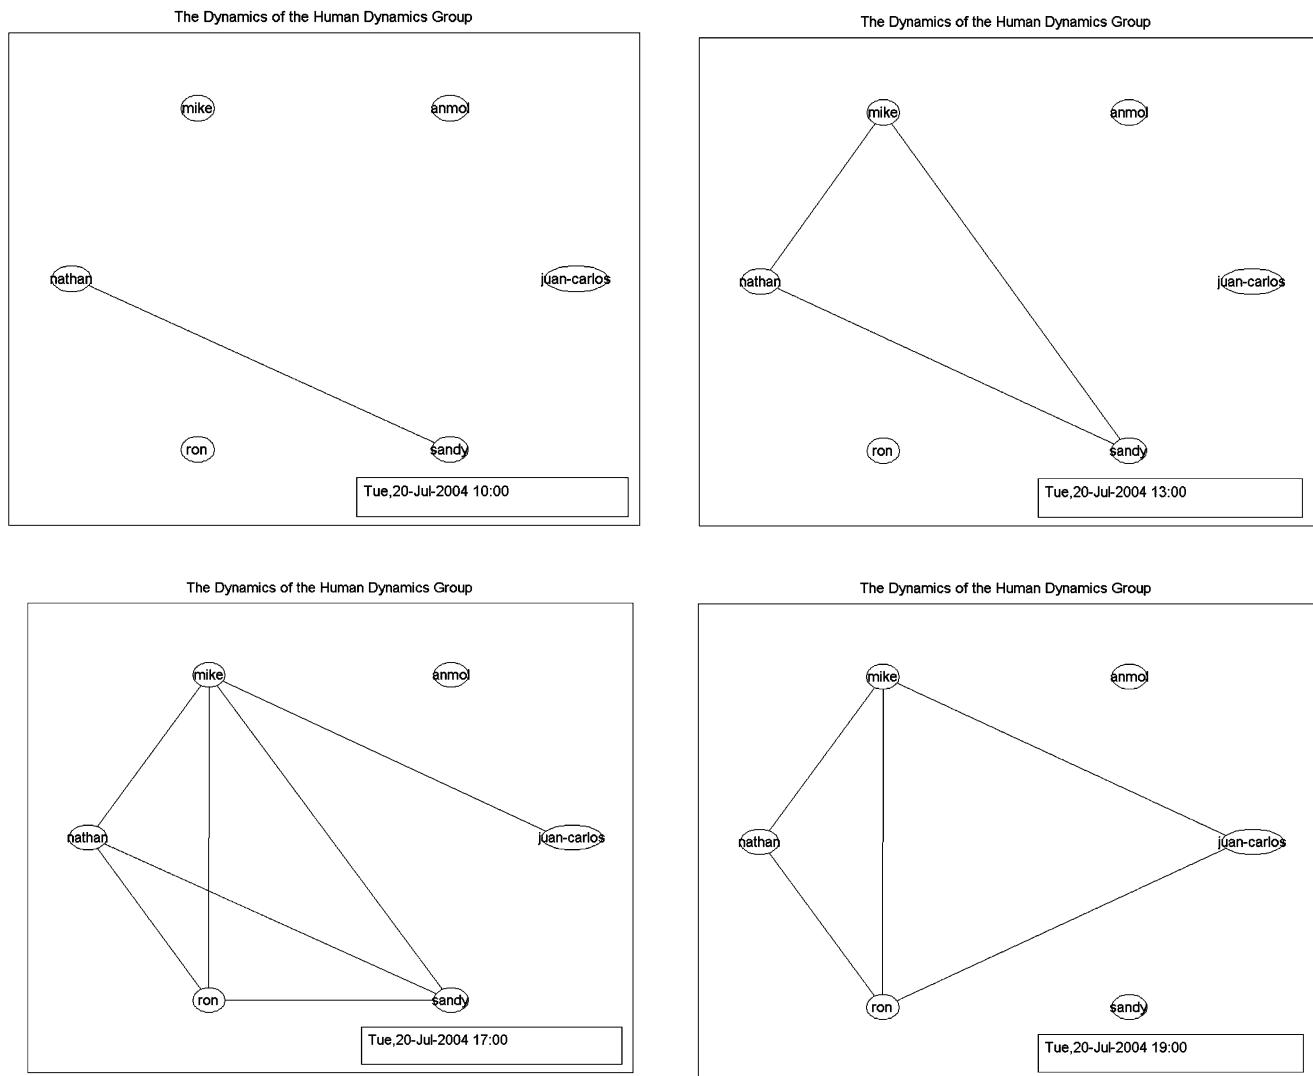 The Dynamics of the Human Dynamics Group
mike
anmol
nathan
juan-carlos
ron
sandy
Tue,20-Jul-2004 10:00
The Dynamics of the Human Dynamics Group
mike
anmol
nathan
juan-carlos
ron
sandy
Tue,20-Jul-2004 13:00
The Dynamics of the Human Dynamics Group
mike
anmol
nathan
juan-carlos
ron
sandy
Tue,20-Jul-2004 17:00
The Dynamics of the Human Dynamics Group
mike
anmol
nathan
juan-carlos
ron
sandy
Tue,20-Jul-2004 19:00